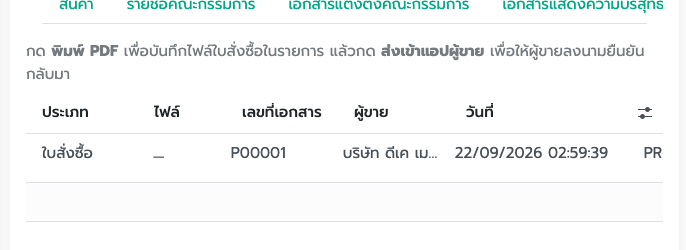 สินค้า รายชื่อคณะกรรมการ เอกสารแต่งตั้งคณะกรรมการ เอกสารแสดงความบริสุทธิ์
กด พิมพ์ PDF เพื่อบันทึกไฟล์ใบสั่งซื้อในรายการ แล้วกด ส่งเข้าแอปผู้ขาย เพื่อให้ผู้ขายลงนามยืนยัน
กลับมา
ประเภท ไฟล์ เลขที่เอกสาร ผู้ขาย วันที่
ใบสั่งซื้อ __ P00001 บริษัท ดีเค เม... 22/09/2026 02:59:39 PR